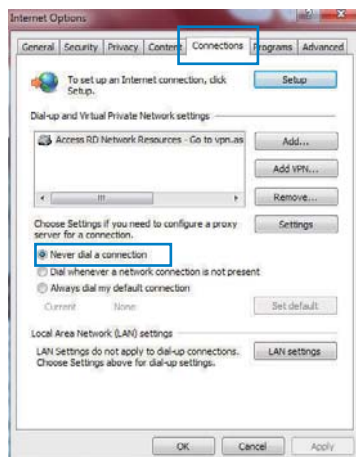 Internet Options
General Security Privacy Content Connections Programs Advanced
To set up an Internet connection, click
Setup.
Setup
Dial-up and Virtual Private Network settings
Access RD Network Resources - Go to vpn.as
Add...
Add VPN...
Remove...
Choose Settings if you need to configure a proxy
server for a connection.
Settings
Never dial a connection
Dial whenever a network connection is not present
Always dial my default connection
Current None
Set default
Local Area Network (LAN) settings
LAN Settings do not apply to dial-up connections.
Choose Settings above for dial-up settings.
LAN settings
OK Cancel Apply